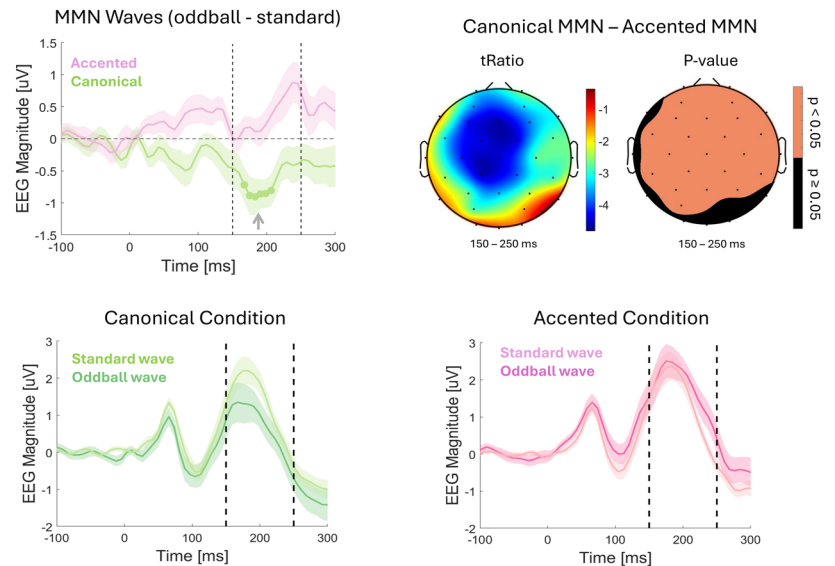 MMN Waves (oddball - standard)
Canonical MMN – Accented MMN
EEG Magnitude [uV]
1.5
1
0.5
0
-0.5
-1
-1.5
Accented
Canonical
-100
0
100
200
300
Time [ms]
tRatio
-1
-2
-3
-4
150 – 250 ms
P-value
p < 0.05
p ≥ 0.05
150 – 250 ms
Canonical Condition
EEG Magnitude [uV]
3
2
1
0
-1
-2
Standard wave
Oddball wave
-100
0
100
200
300
Time [ms]
Accented Condition
EEG Magnitude [uV]
3
2
1
0
-1
-2
Standard wave
Oddball wave
-100
0
100
200
300
Time [ms]